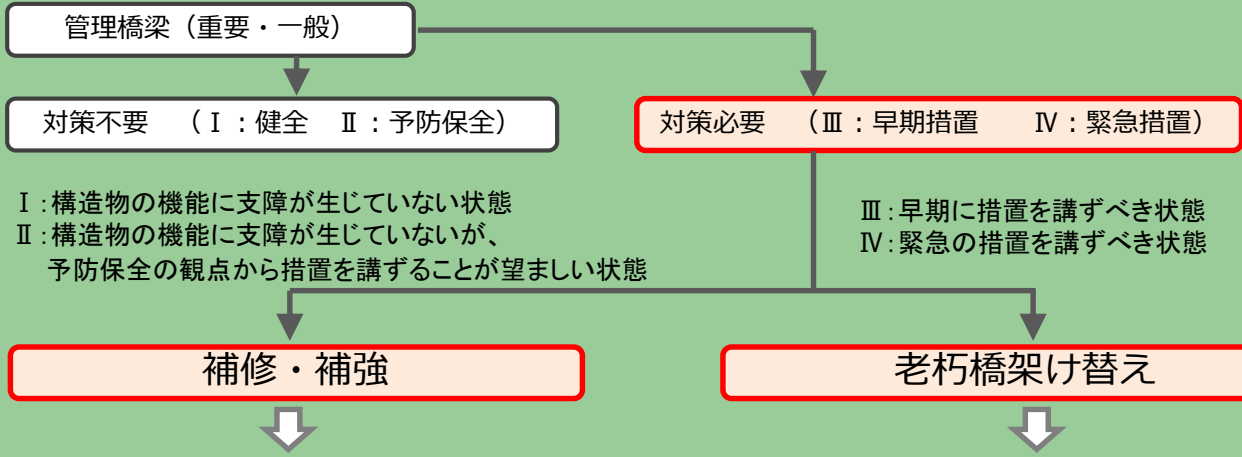 管理橋梁（重要・一般）
対策不要　（Ⅰ：健全　Ⅱ：予防保全）
対策必要　（Ⅲ：早期措置　　Ⅳ：緊急措置）
Ⅰ：構造物の機能に支障が生じていない状態
Ⅱ：構造物の機能に支障が生じていないが、
予防保全の観点から措置を講ずることが望ましい状態
Ⅲ：早期に措置を講ずべき状態
Ⅳ：緊急の措置を講ずべき状態
補修・補強
老朽橋架け替え